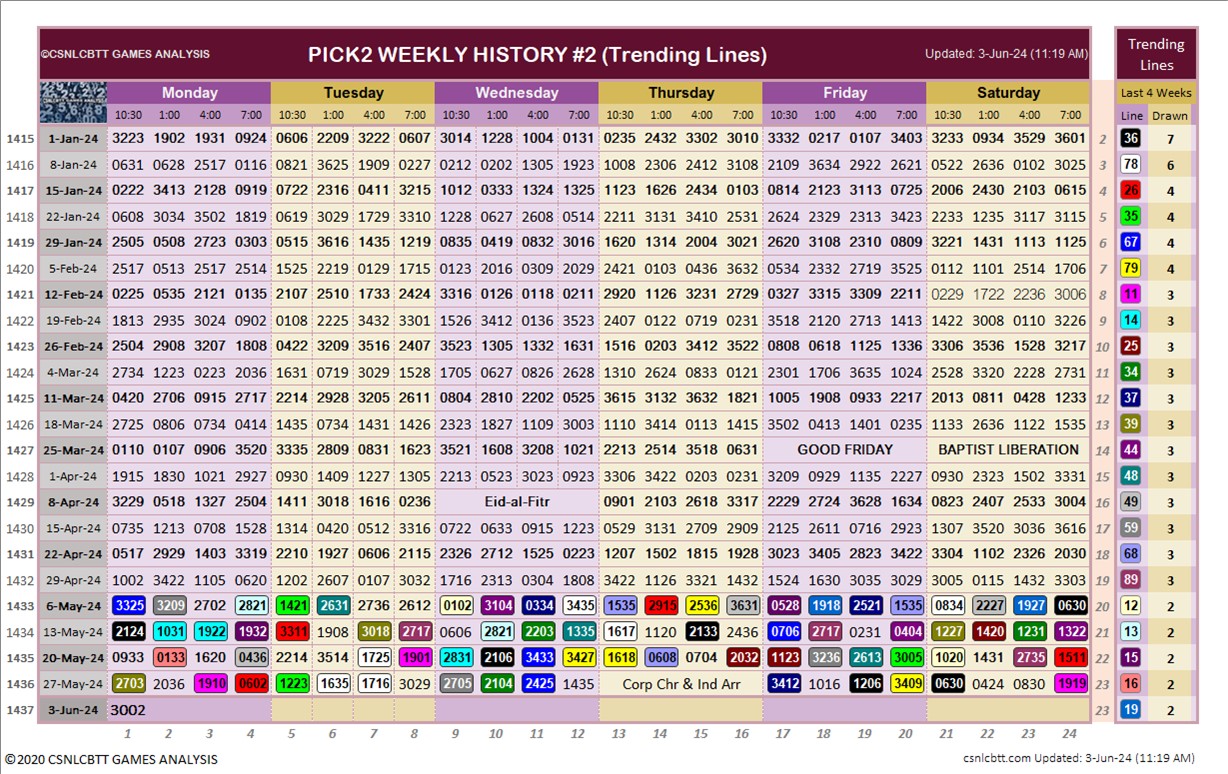 ©CSNLCBTT GAMES ANALYSIS PICK2 WEEKLY HISTORY #2 (Trending Lines) Updated: 3-Jun-24 (11:19 AM) Trending Lines
Monday Tuesday Wednesday Thursday Friday Saturday Last 4 Weeks
10:30 1:00 4:00 7:00 10:30 1:00 4:00 8:00 10:30 1:00 4:00 7:00 10:30 1:00 4:00 7:00 10:30 1:00 4:00 7:00 10:30 1:00 4:00 7:00 Line Drawn
1415 1-Jan-24 3223 1902 1931 0924 0606 2209 3222 0607 3014 1228 1004 0131 0235 2432 3302 3010 3332 0217 0107 3403 3233 0934 3529 3601 2 36 7
1416 8-Jan-24 0631 0628 2517 0116 0821 3625 1909 0227 0212 0202 1305 1923 1008 2306 2412 3108 2109 3634 2922 2621 0522 2636 0102 3025 3 78 6
1417 15-Jan-24 0222 3413 2128 0919 0722 2316 0411 3215 1012 0333 1324 1325 1123 1626 2434 0103 0814 2123 3113 0725 2006 2430 2103 0615 4 26 4
1418 22-Jan-24 0608 3034 3502 1819 0619 3029 1729 3310 1228 0627 2608 0514 2211 3131 3410 2531 2624 2329 2313 3423 2233 1235 3117 3115 5 35 4
1419 29-Jan-24 2505 0508 2723 0303 0515 3616 1435 1219 0835 0419 0832 3016 1620 1314 2004 3021 2620 3108 2310 0809 3221 1431 1113 1125 6 67 4
1420 5-Feb-24 2517 0513 2517 2514 1525 2219 0129 1715 0123 2016 0309 2029 2421 0103 0436 3632 0534 2332 2719 3525 0112 1101 2514 1706 7 79 4
1421 12-Feb-24 0225 0535 2121 0135 2107 2510 1733 2424 3316 0126 0118 0211 2920 1126 3231 2729 0327 3315 3309 2211 0229 1722 2236 3006 8 11 3
1422 19-Feb-24 1813 2935 3024 0902 0108 2225 3432 3301 1526 3412 0136 3523 2407 0122 0719 0231 3518 2120 2713 1413 1422 3008 0110 3226 9 14 3
1423 26-Feb-24 2504 2908 3207 1808 0422 3209 3516 2407 3523 1305 1332 1631 1516 0203 3412 3522 0808 0618 1125 1336 3306 3536 1528 3217 10 25 3
1424 4-Mar-24 2734 1223 0223 2036 1631 0719 3029 1528 1705 0627 0826 2628 1310 2624 0833 0121 2301 1706 3635 1024 2528 3320 2228 2731 11 34 3
1425 11-Mar-24 0420 2706 0915 2717 2214 2928 3205 2611 0804 2810 2202 0525 3615 3132 3632 1821 1005 1908 0933 2217 2013 0811 0428 1233 12 37 3
1426 18-Mar-24 2725 0806 0734 0414 1435 0734 1431 1429 2323 1827 1109 3003 1110 3414 0113 1415 3502 0413 1401 0235 1133 2636 1122 1535 13 39 3
1427 25-Mar-24 0110 0107 0906 3520 3335 2809 0831 1623 3521 1608 3208 1021 2213 2514 3518 0631 GOOD FRIDAY BAPTIST LIBERATION 14 44 3
1428 1-Apr-24 1915 1830 1021 2927 0930 1409 1227 1305 2213 0523 3023 0923 3306 3422 0203 0231 3209 0929 1135 2227 0930 2323 1502 3331 15 48 3
1429 8-Apr-24 3229 0518 1327 2504 1411 3018 1616 0236 Eid-al-Fitr 0901 2103 2618 3317 2229 2724 3628 1634 0823 2407 2533 3004 16 49 3
1430 15-Apr-24 0735 1213 0708 1528 1314 0420 0512 3316 0722 0633 0915 1223 0529 3131 2709 2909 2125 2611 0716 2923 1307 3520 3036 3616 17 59 3
1431 22-Apr-24 0517 2929 1403 3319 2210 1927 0606 2115 2326 2712 1525 0223 1207 1502 1815 1928 3023 3405 2823 3422 3304 1102 2326 2030 18 68 3
1432 29-Apr-24 1002 3422 1105 0620 1202 2607 0107 3032 1716 2313 0304 1808 3422 1126 3321 1432 1524 1630 3035 3029 3005 0115 1432 3303 19 89 3
1433 6-May-24 3325 3209 2702 2821 1421 2631 2736 2612 0102 3104 0334 3435 1535 2915 2536 3631 0528 1918 2521 1535 0834 2227 1927 0630 20 12 2
1434 13-May-24 2124 1031 1922 1932 3311 1908 3018 2717 0606 2821 2203 1335 1617 1120 2133 2436 0706 2717 0231 0404 1227 1420 1231 1322 21 13 2
1435 20-May-24 0933 0133 1620 0436 2214 3514 1725 1901 2831 2106 3433 3427 1618 0608 0704 2032 1123 3236 2613 3005 1020 1431 2735 1511 22 15 2
1436 27-May-24 2703 2036 1910 0602 1223 1635 1716 3029 2705 2104 2425 1435 Corp Chr & Ind Arr 3412 1016 1206 3409 0630 0424 0830 1919 23 16 2
1437 3-Jun-24 3002 23 19 2
1 2 3 4 5 6 7 8 9 10 11 12 13 14 15 16 17 18 19 20 21 22 23 24
©2020 CSNLCBTT GAMES ANALYSIS csnlcbtt.com Updated: 3-Jun-24 (11:19 AM)